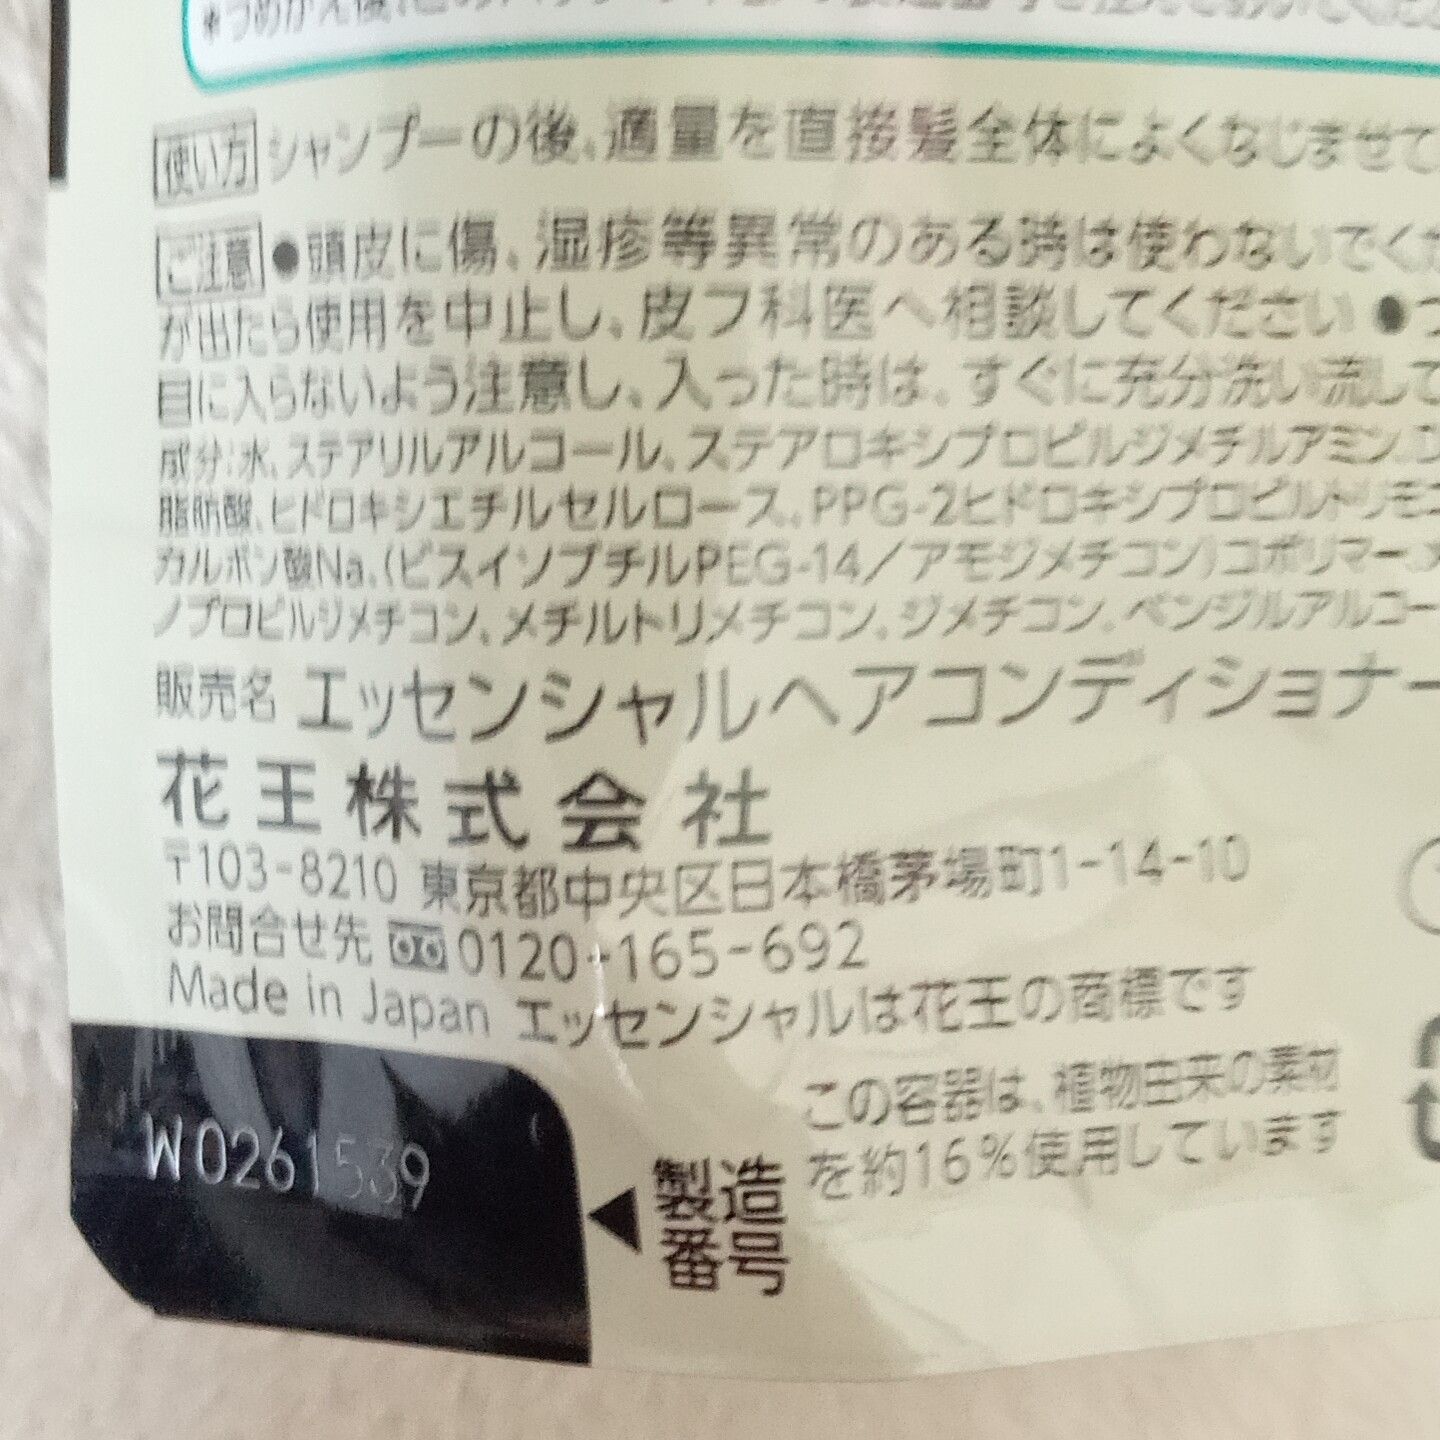 使い方 シャンプーの後、適量を直接髪全体によくなじませて
ご注意 ●頭皮に傷、湿疹等異常のある時は使わないでくだ
が出たら使用を中止し、皮フ科医へ相談してください ●つ
目に入らないよう注意し、入った時は、すぐに充分洗い流して
成分:水、ステアリルアルコール、ステアロキシプロピルジメチルアミン、
脂肪酸、ヒドロキシエチルセルロース、PPG-2ヒドロキシプロピルトリモニ
カルボン酸Na、(ビスイソブチルPEG-14/アモジメチコン)コポリマー、
ノプロピルジメチコン、メチルトリメチコン、ジメチコン、ベンジルアルコー
販売名 エッセンシャルヘアコンディショナー
花王株式会社
〒103-8210 東京都中央区日本橋茅場町1-14-10
お問合せ先 0120-165-692
Made in Japan エッセンシャルは花王の商標です
この容器は、植物由来の素材
を約16%使用しています
W0261539
◀製造
番号